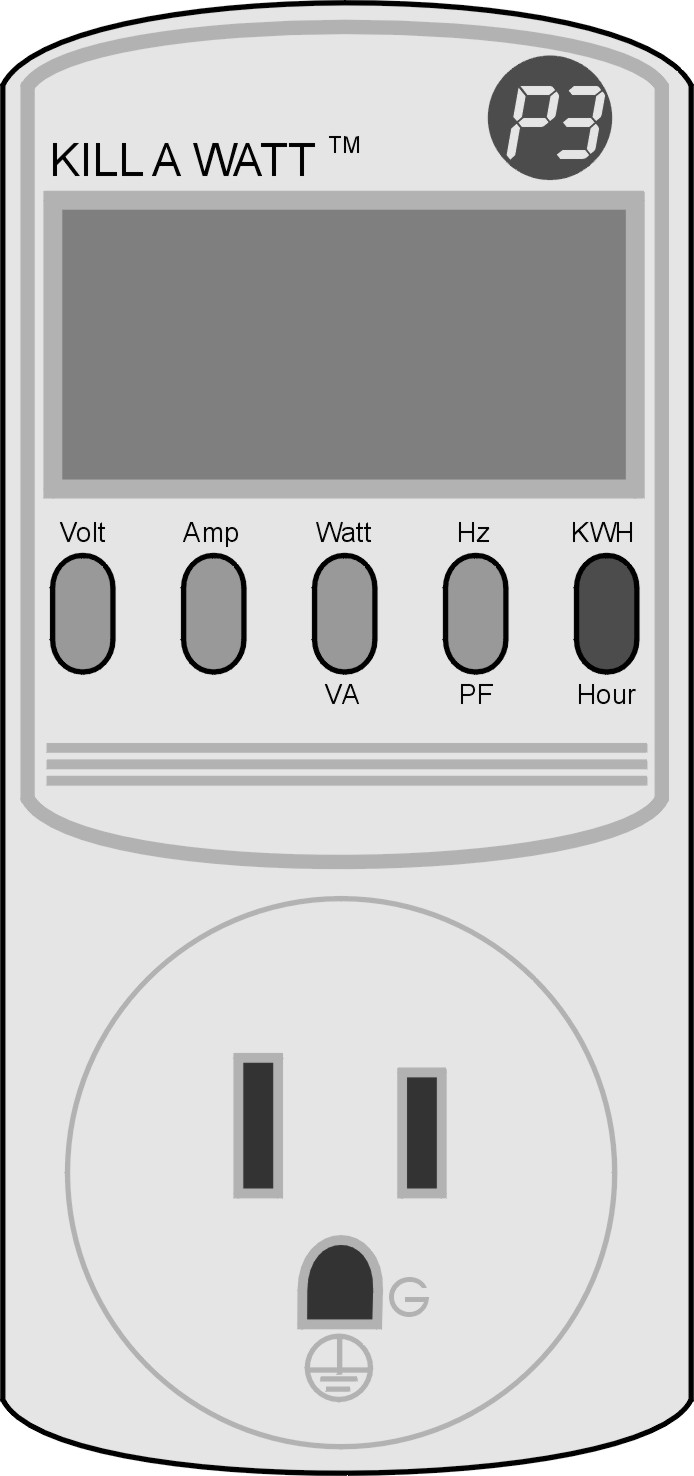 P3
KILL A WATT ™
Volt Amp Watt Hz KWH
VA PF Hour
G